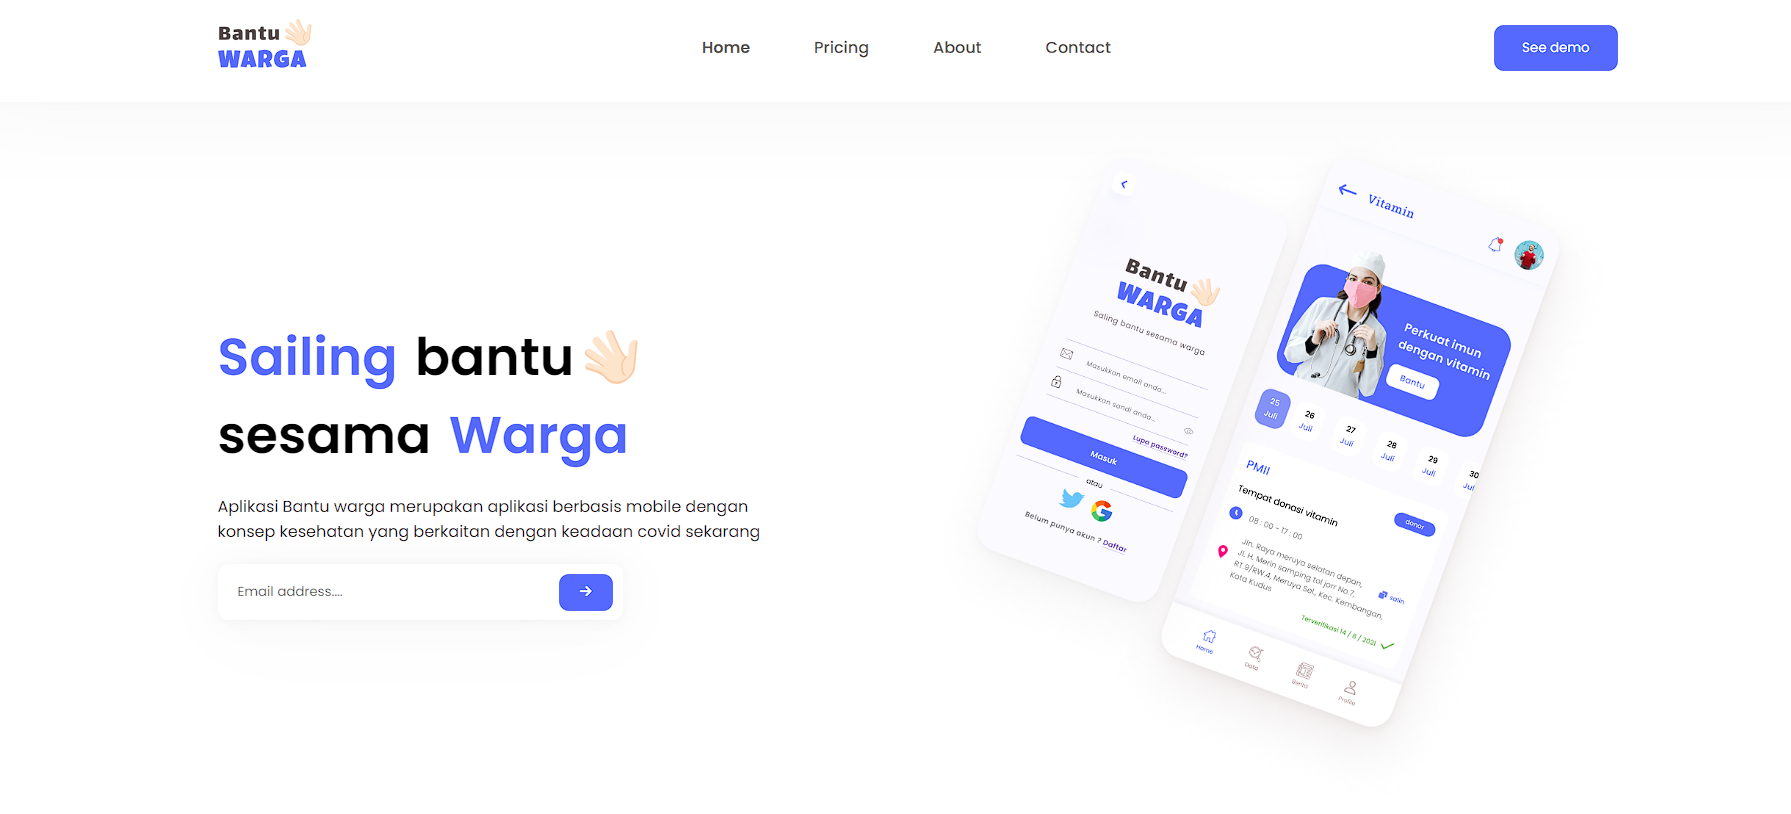 Bantu
WARGA
Home
Pricing
About
Contact
See demo
Sailing bantu
sesama Warga
Aplikasi Bantu warga merupakan aplikasi berbasis mobile dengan
konsep kesehatan yang berkaitan dengan keadaan covid sekarang
Email address....
Bantu
WARGA
Saling bantu sesama warga
Masukkan email anda...
Masukkan sandi anda...
Lupa password?
Masuk
atau
Belum punya akun ? Daftar
Vitamin
Perkuat imun
dengan vitamin
Bantu
25 Juli
26 Juli
27 Juli
28 Juli
29 Juli
30 Jul
PMII
Tempat donasi vitamin
donor
08 : 00 - 17 : 00
Jln. Raya meruya selatan depan,
Jl. H. Merin samping tol jorr No.7,
RT.9/RW.4, Meruya Sel., Kec. Kembangan,
Kota Kudus
salin
Terverifikasi 14 / 8 / 2021
Home
Data
Berita
Profile